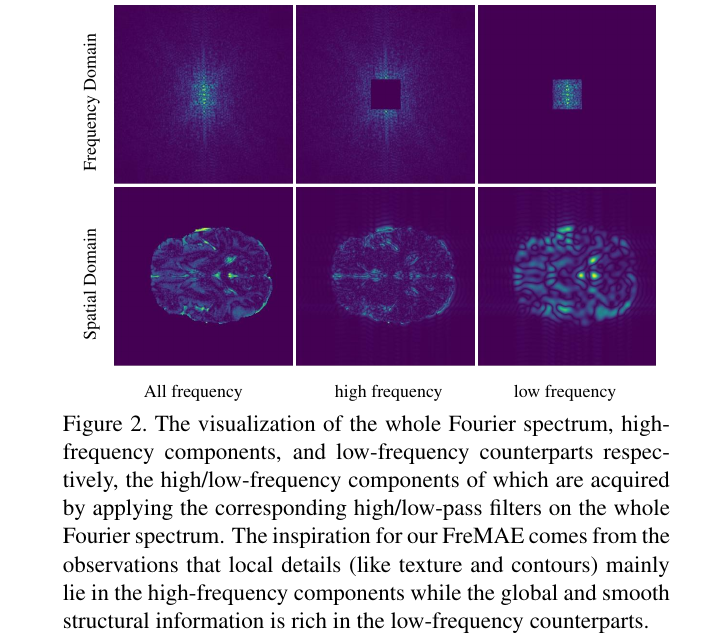 Frequency Domain
Spatial Domain
All frequency
high frequency
low frequency
Figure 2. The visualization of the whole Fourier spectrum, high-
frequency components, and low-frequency counterparts respec-
tively, the high/low-frequency components of which are acquired
by applying the corresponding high/low-pass filters on the whole
Fourier spectrum. The inspiration for our FreMAE comes from the
observations that local details (like texture and contours) mainly
lie in the high-frequency components while the global and smooth
structural information is rich in the low-frequency counterparts.